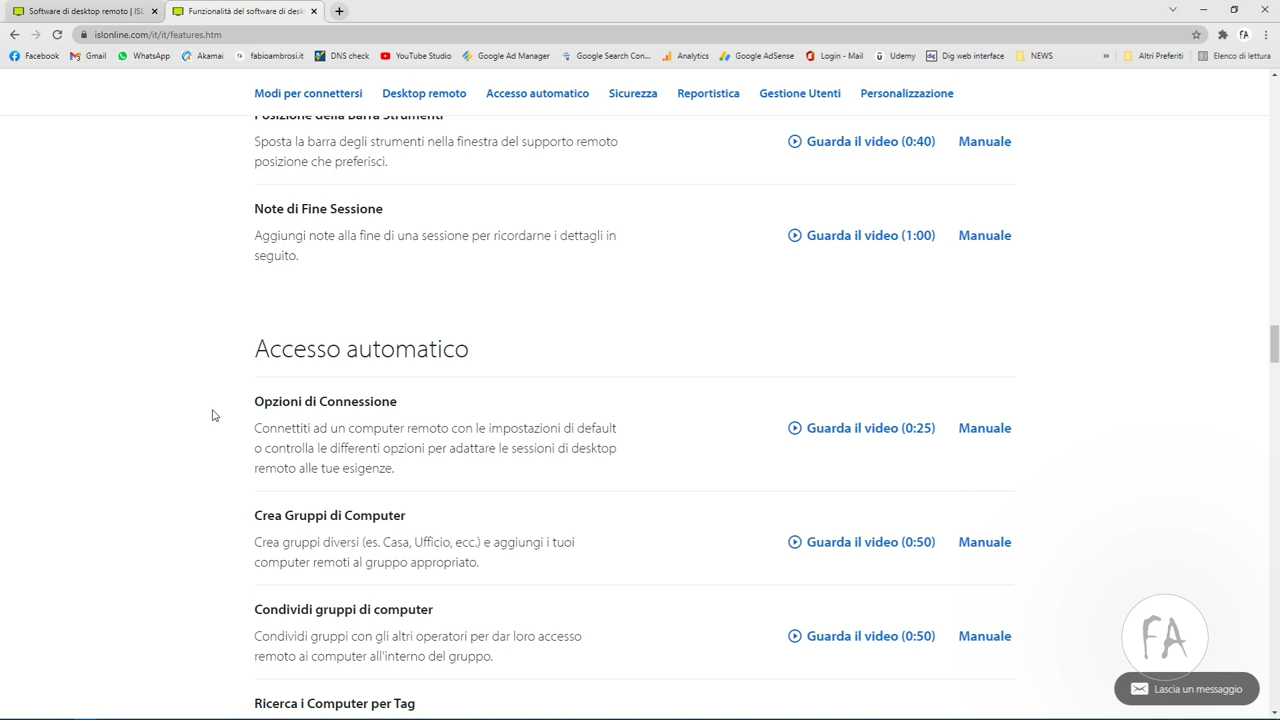 Software di desktop remoto | ISL
Funzionalità del software di desk
islonline.com/it/it/features.htm
FA
Facebook
Gmail
WhatsApp
Akamai
fabioambrosi.it
DNS check
YouTube Studio
Google Ad Manager
Google Search Con...
Analytics
Google AdSense
Login - Mail
Udemy
Dig web interface
NEWS
»
Altri Preferiti
Elenco di lettura
Modi per connettersi
Desktop remoto
Accesso automatico
Sicurezza
Reportistica
Gestione Utenti
Personalizzazione
Posizione della Barra Strumenti
Sposta la barra degli strumenti nella finestra del supporto remoto
posizione che preferisci.
Guarda il video (0:40)
Manuale
Note di Fine Sessione
Aggiungi note alla fine di una sessione per ricordarne i dettagli in
seguito.
Guarda il video (1:00)
Manuale
Accesso automatico
Opzioni di Connessione
Connettiti ad un computer remoto con le impostazioni di default
o controlla le differenti opzioni per adattare le sessioni di desktop
remoto alle tue esigenze.
Guarda il video (0:25)
Manuale
Crea Gruppi di Computer
Crea gruppi diversi (es. Casa, Ufficio, ecc.) e aggiungi i tuoi
computer remoti al gruppo appropriato.
Guarda il video (0:50)
Manuale
Condividi gruppi di computer
Condividi gruppi con gli altri operatori per dar loro accesso
remoto ai computer all'interno del gruppo.
Guarda il video (0:50)
Manuale
Ricerca i Computer per Tag
FA
Lascia un messaggio